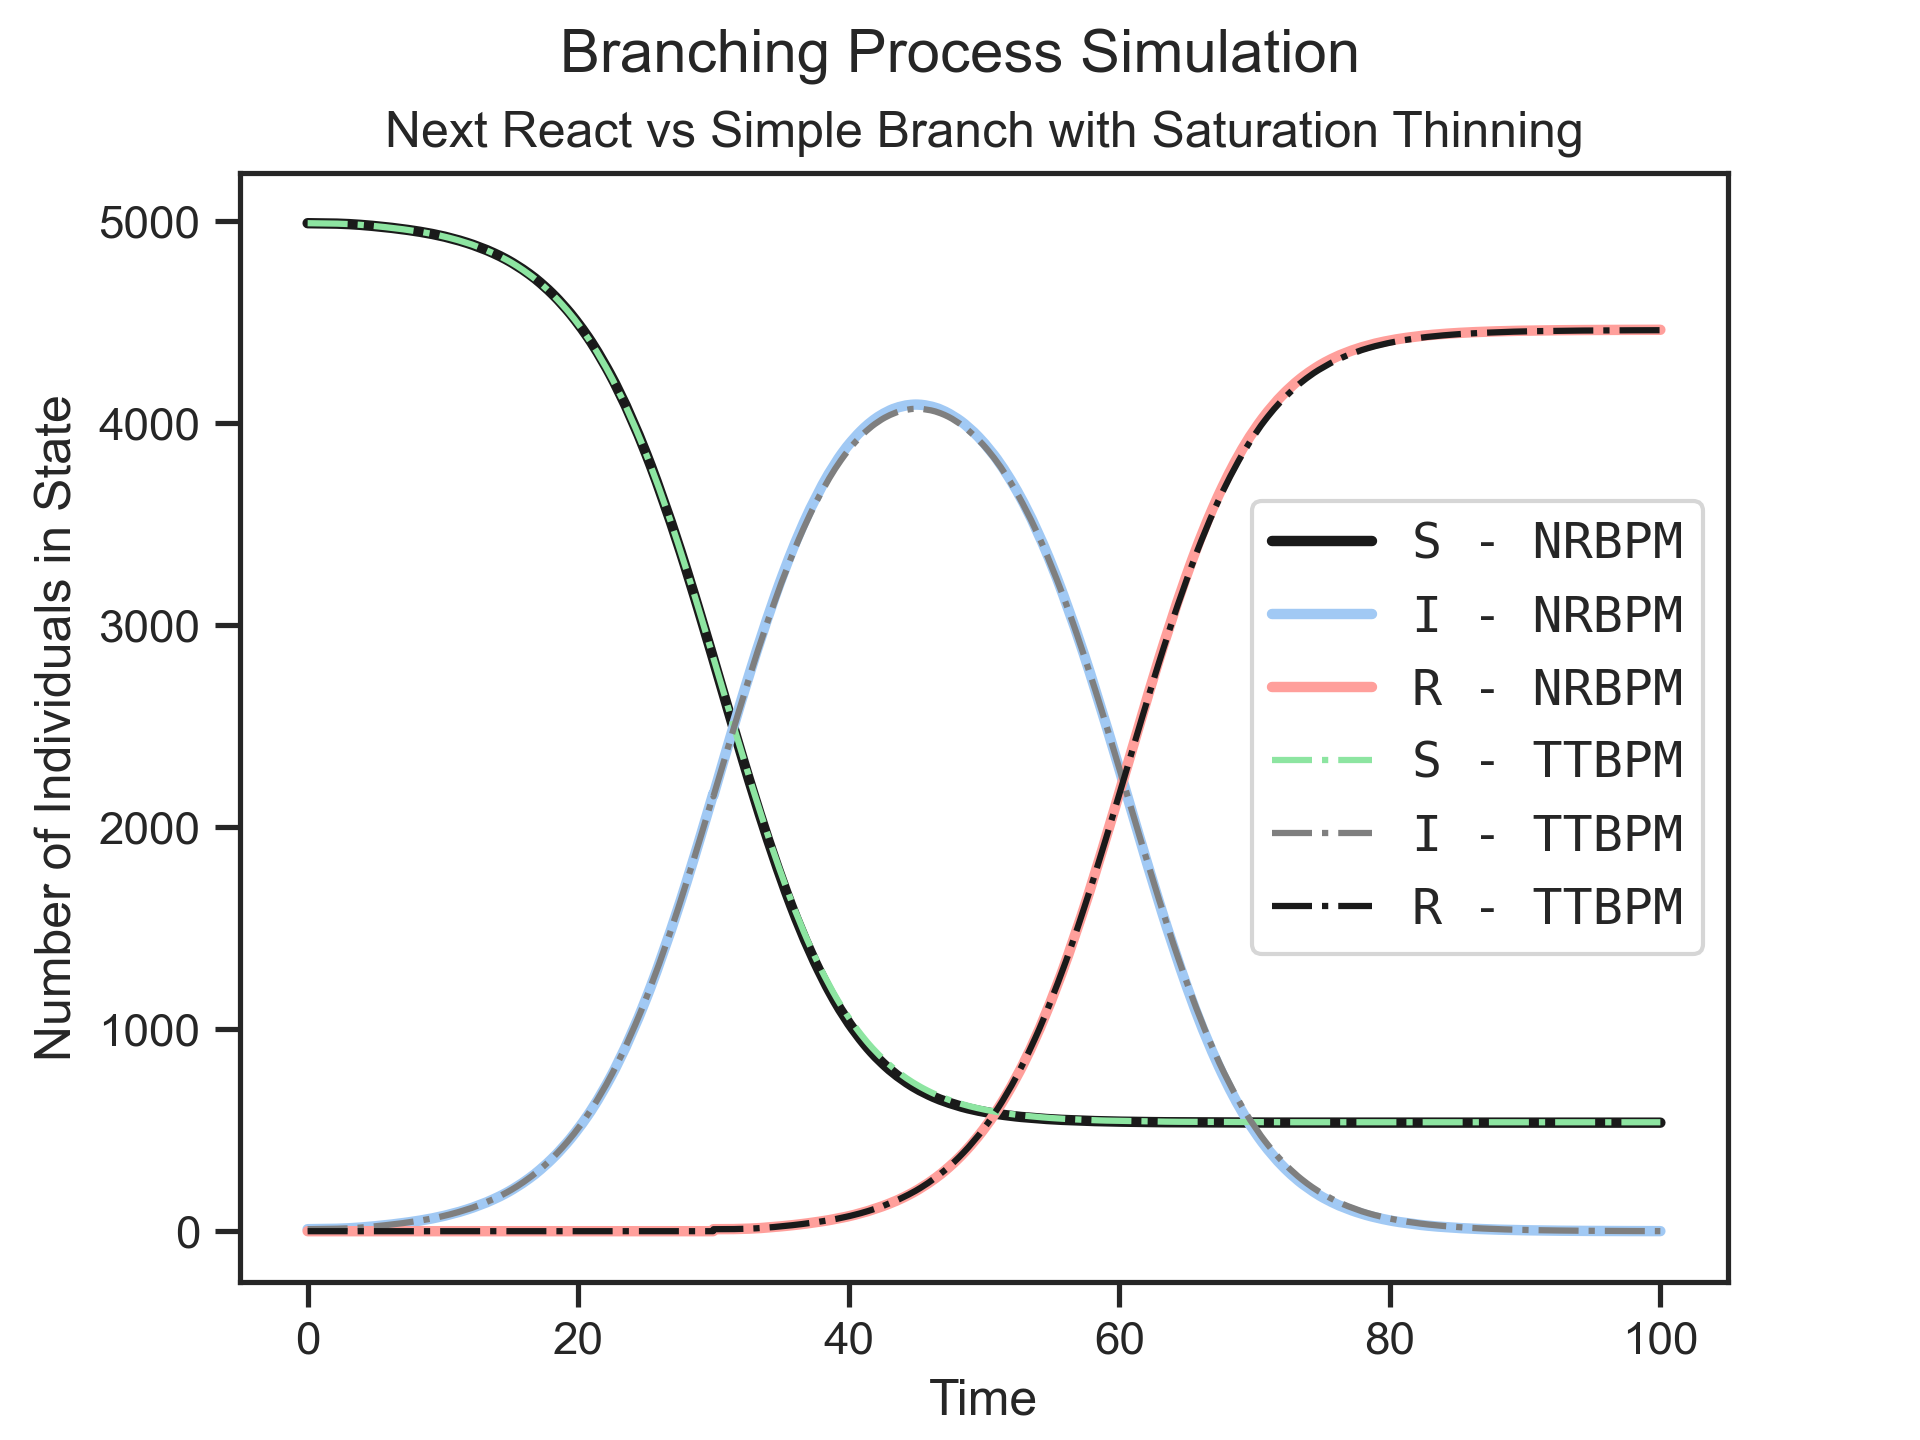 Branching Process Simulation
Next React vs Simple Branch with Saturation Thinning
Number of Individuals in State
5000
4000
3000
2000
1000
0
S - NRBPM
I - NRBPM
R - NRBPM
S - TTBPM
I - TTBPM
R - TTBPM
0 20 40 60 80 100
Time